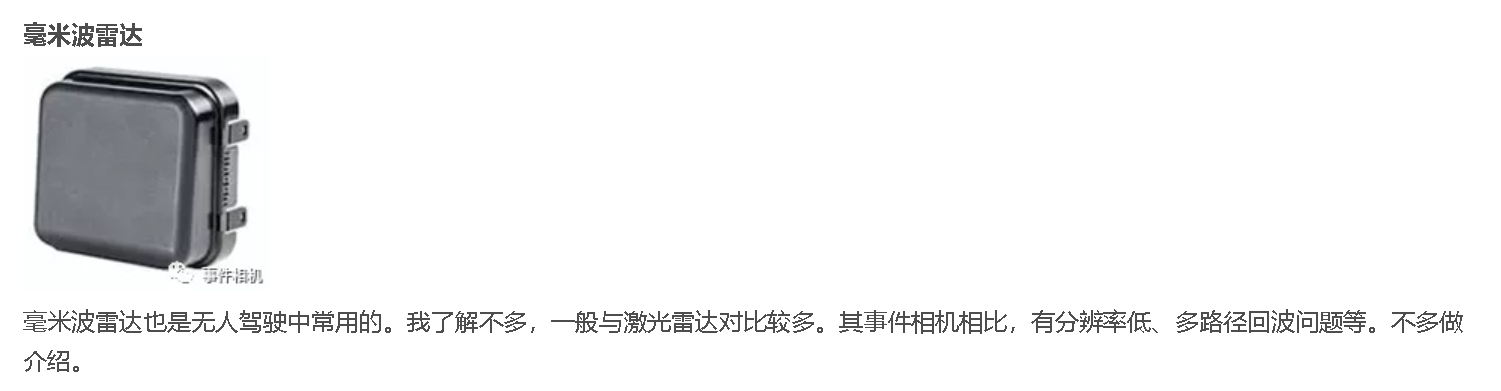 毫米波雷达
事件相机
毫米波雷达也是无人驾驶中常用的。我了解不多，一般与激光雷达对比较多。其事件相机相比，有分辨率低、多路径回波问题等。不多做
介绍。